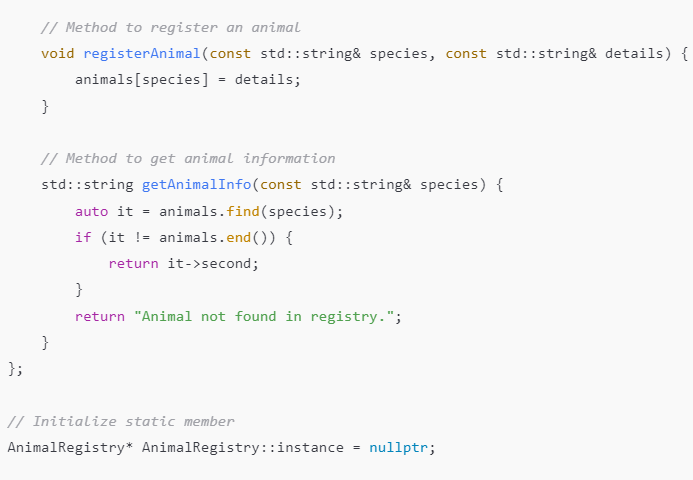 // Method to register an animal
    void registerAnimal(const std::string& species, const std::string& details) {
        animals[species] = details;
    }

    // Method to get animal information
    std::string getAnimalInfo(const std::string& species) {
        auto it = animals.find(species);
        if (it != animals.end()) {
            return it->second;
        }
        return "Animal not found in registry.";
    }
};

// Initialize static member
AnimalRegistry* AnimalRegistry::instance = nullptr;